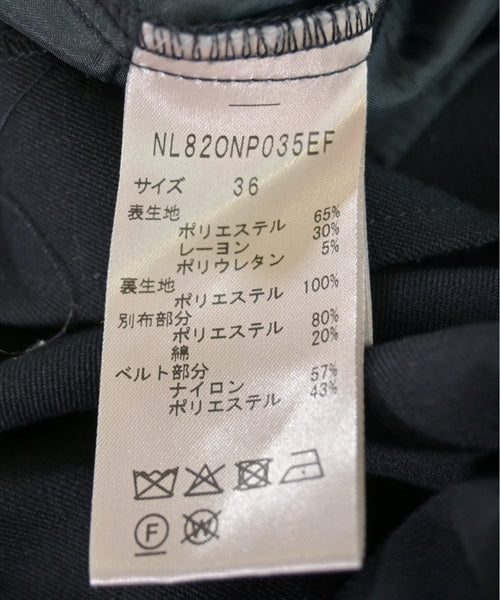 NL82ONP035EF
サイズ 36
表生地
ポリエステル 65%
レーヨン 30%
ポリウレタン 5%
裏生地
ポリエステル 100%
別布部分
ポリエステル 80%
綿 20%
ベルト部分
ナイロン 57%
ポリエステル 43%
F W